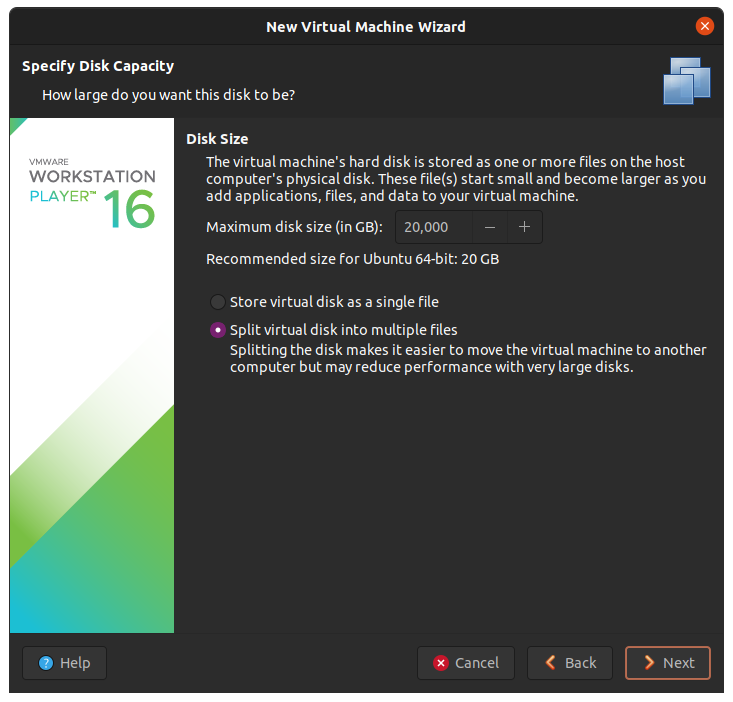 New Virtual Machine Wizard
Specify Disk Capacity
How large do you want this disk to be?
VMWARE
WORKSTATION
PLAYER™
16
Disk Size
The virtual machine's hard disk is stored as one or more files on the host
computer's physical disk. These file(s) start small and become larger as you
add applications, files, and data to your virtual machine.
Maximum disk size (in GB): 20,000 − +
Recommended size for Ubuntu 64-bit: 20 GB
Store virtual disk as a single file
Split virtual disk into multiple files
Splitting the disk makes it easier to move the virtual machine to another
computer but may reduce performance with very large disks.
? Help Cancel Back Next